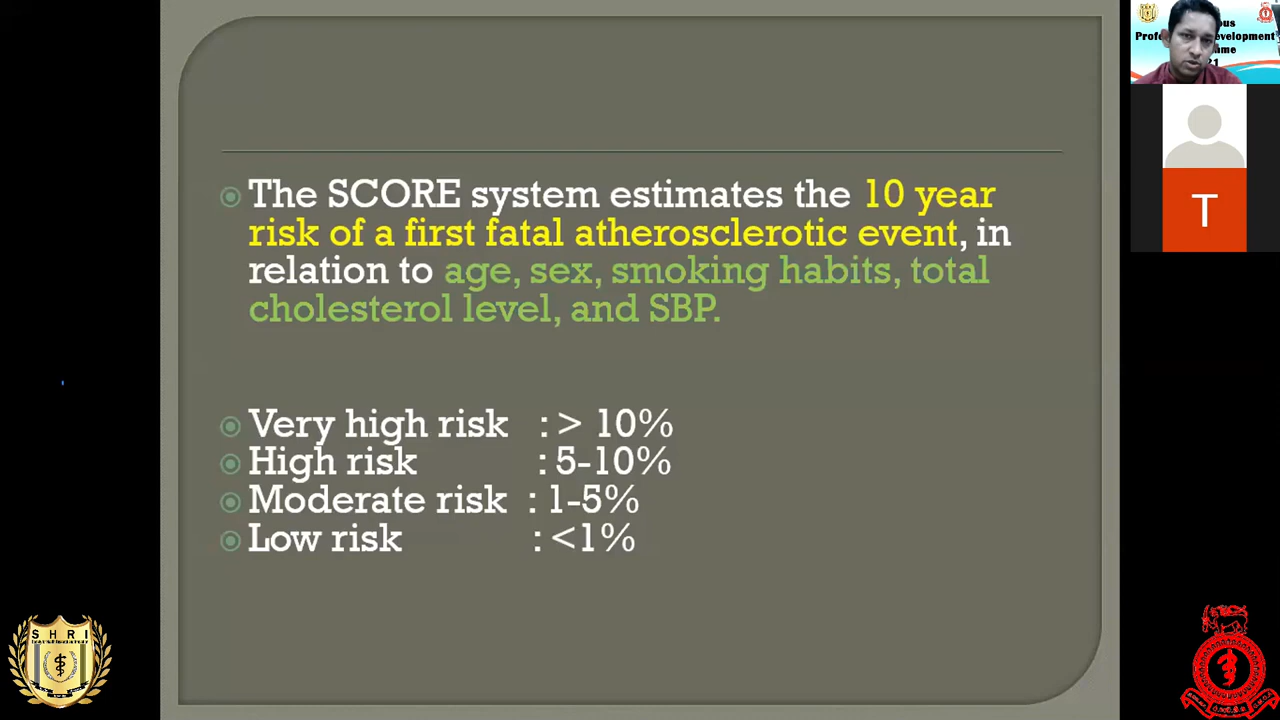 The SCORE system estimates the 10 year
risk of a first fatal atherosclerotic event, in
relation to age, sex, smoking habits, total
cholesterol level, and SBP.
Very high risk : > 10%
High risk : 5-10%
Moderate risk : 1-5%
Low risk : <1%
T
S H R I